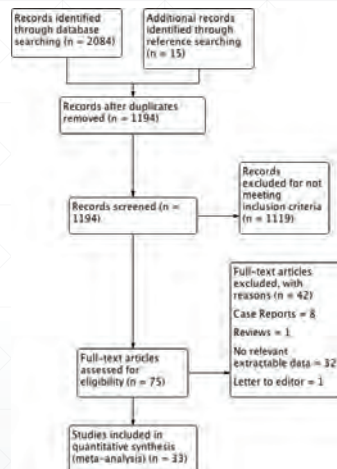 Records identified
through database
searching (n = 2084)
Additional records
identified through
reference searching
(n = 15)
Records after duplicates
removed (n = 1194)
Records screened (n =
1194)
Records
excluded for not
meeting
inclusion criteria
(n = 1119)
Full-text articles
excluded, with
reasons (n = 42)
Case Reports = 8
Reviews = 1
No relevant
extractable data = 32
Letter to editor = 1
Full-text articles
assessed for
eligibility (n = 75)
Studies included in
quantitative synthesis
(meta-analysis) (n = 33)